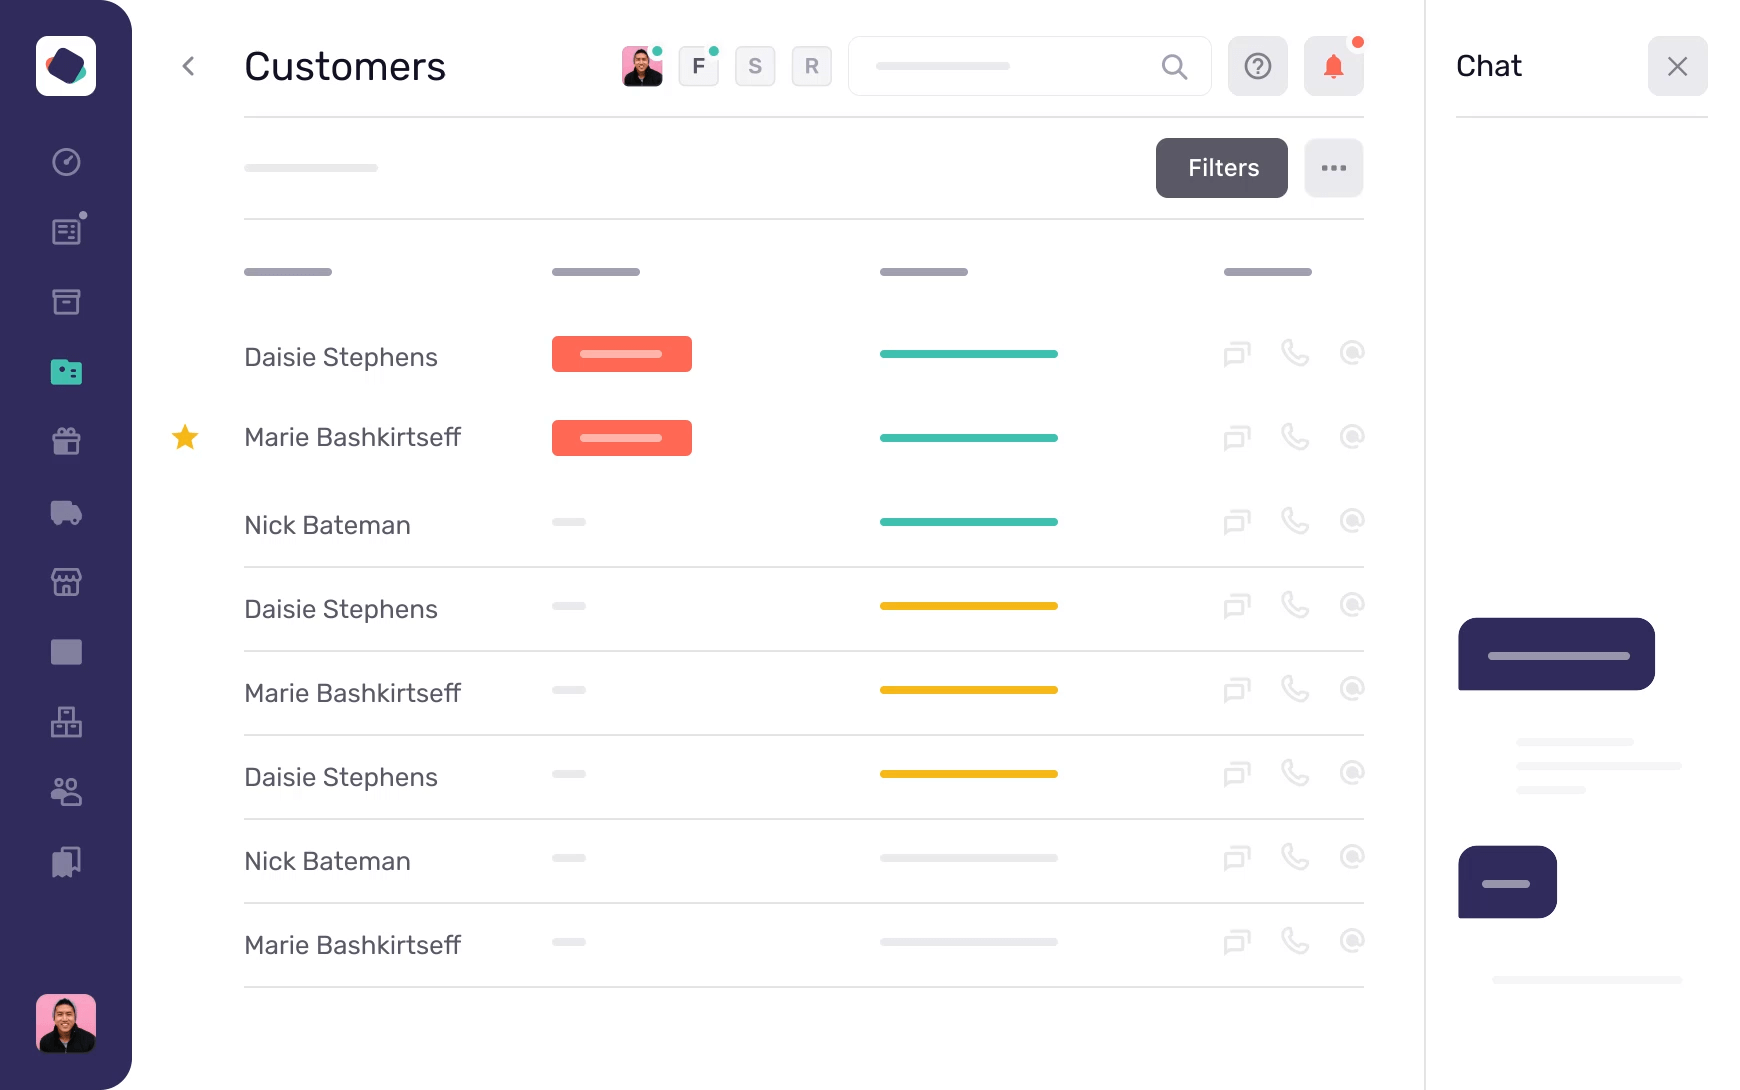 Customers
F
S
R
Chat
Filters
Daisie Stephens
Marie Bashkirtseff
Nick Bateman
Daisie Stephens
Marie Bashkirtseff
Daisie Stephens
Nick Bateman
Marie Bashkirtseff